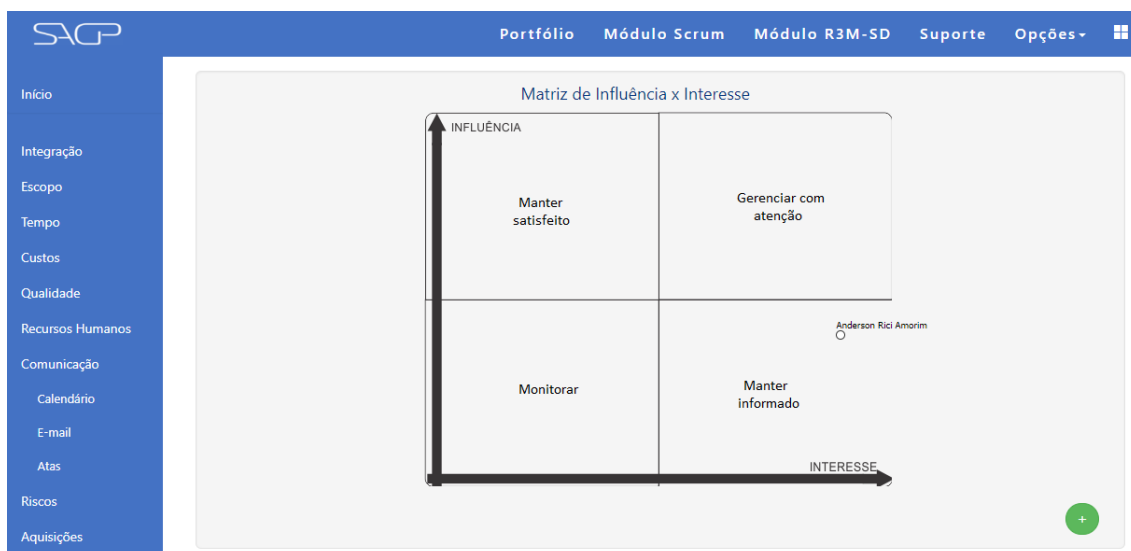 SAGP
Portfólio Módulo Scrum Módulo R3M-SD Suporte Opções
Início
Integração
Escopo
Tempo
Custos
Qualidade
Recursos Humanos
Comunicação
Calendário
E-mail
Atas
Riscos
Aquisições
Matriz de Influência x Interesse
INFLUÊNCIA
Manter
satisfeito
Gerenciar com
atenção
Anderson Rici Amorim
Monitorar
Manter
informado
INTERESSE
+